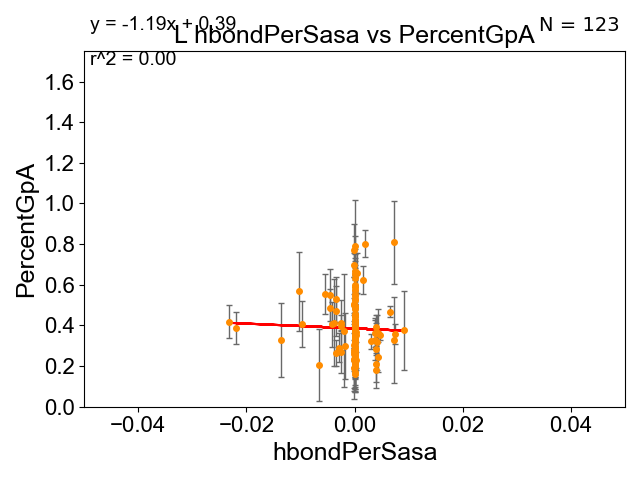 y = -1.19x + 0.39
N = 123
L hbondPerSasa vs PercentGpA
r^2 = 0.00
PercentGpA
1.6
1.4
1.2
1.0
0.8
0.6
0.4
0.2
0.0
−0.04 −0.02 0.00 0.02 0.04
hbondPerSasa